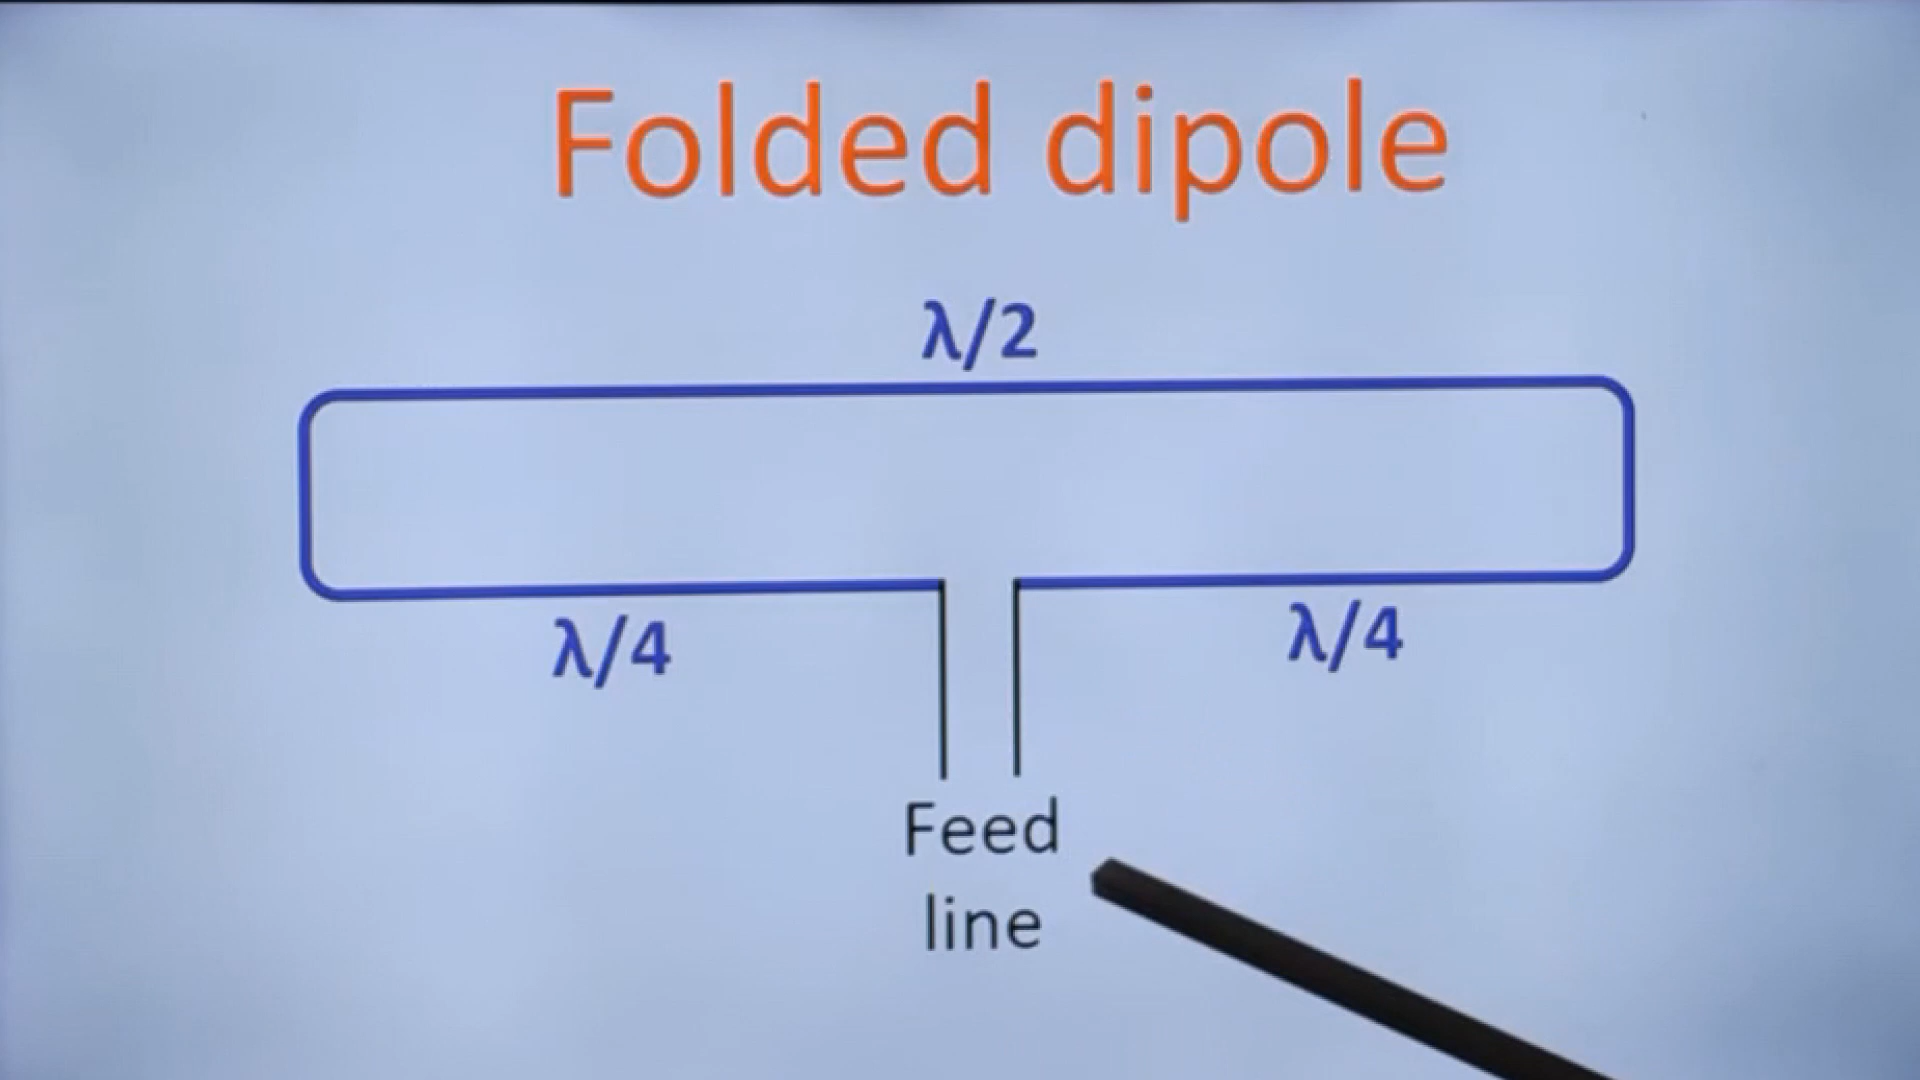 Folded dipole
λ/2
λ/4
λ/4
Feed
line